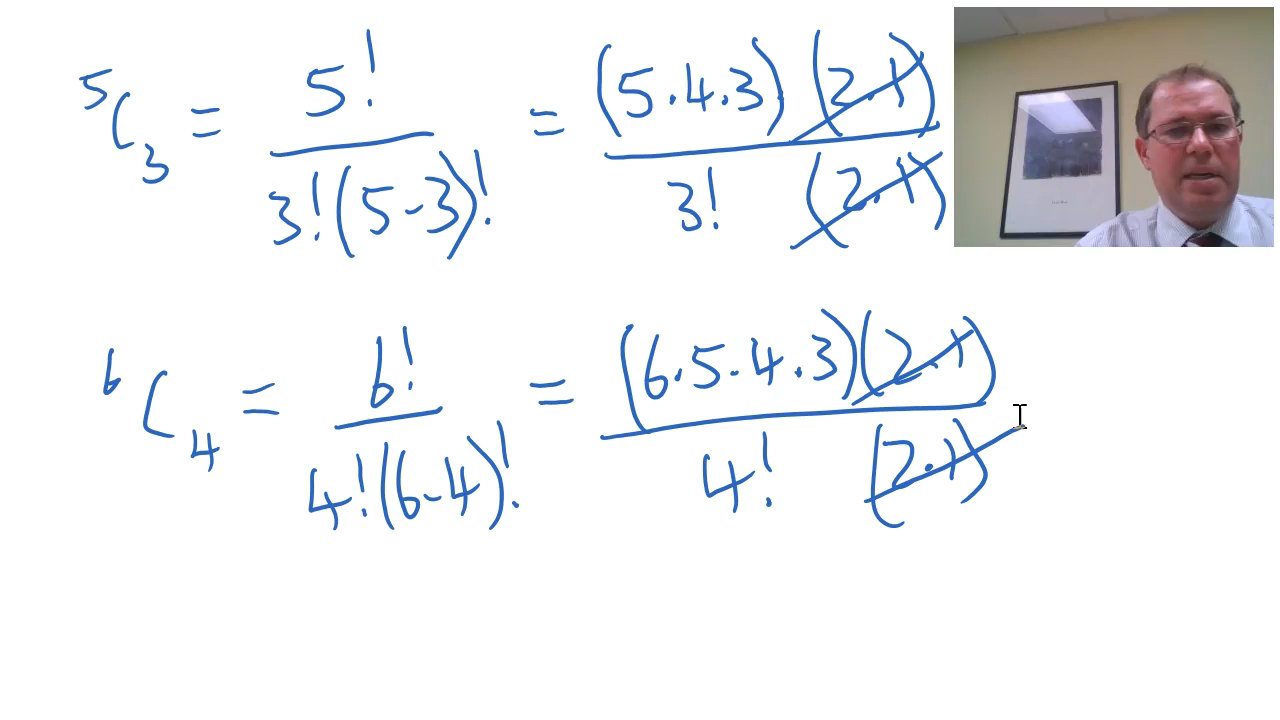 ⁵C₃ = 5! / 3!(5-3)! = (5·4·3)(2·1) / 3! (2·1)
⁶C₄ = 6! / 4!(6-4)! = (6·5·4·3)(2·1) / 4! (2·1)